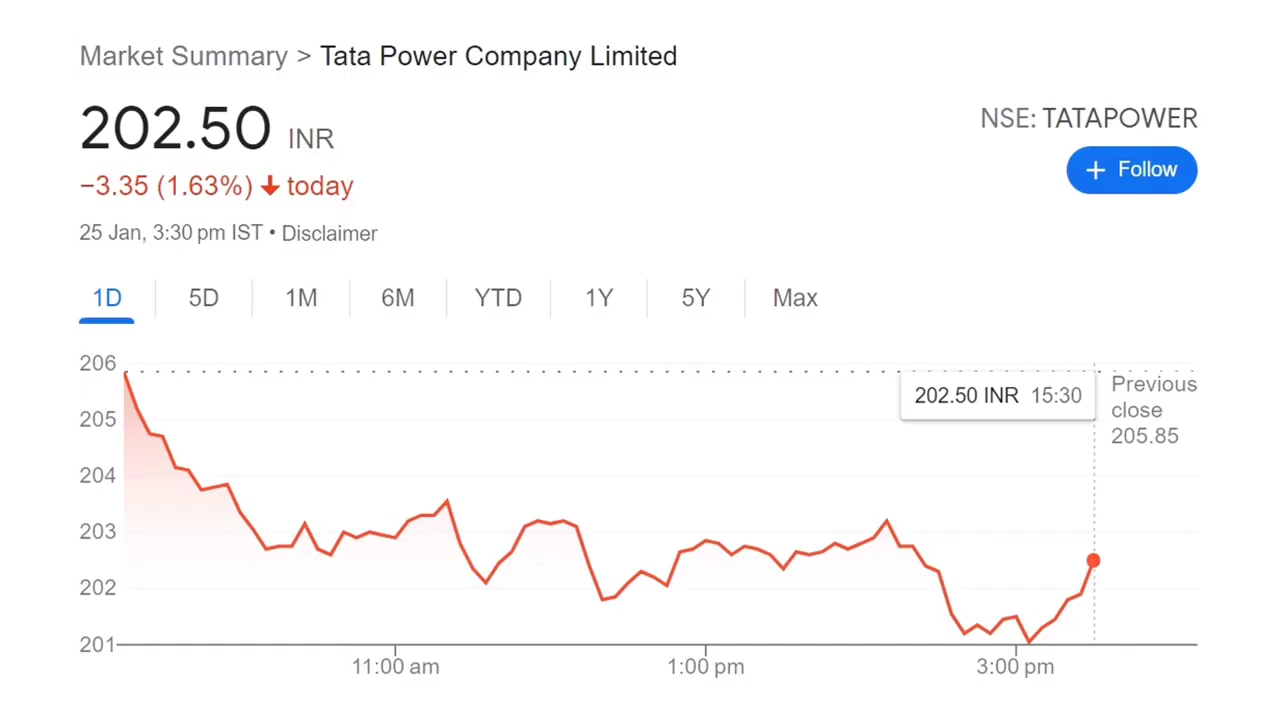 Market Summary > Tata Power Company Limited
202.50 INR
NSE: TATAPOWER
−3.35 (1.63%) ↓ today
+ Follow
25 Jan, 3:30 pm IST • Disclaimer
1D 5D 1M 6M YTD 1Y 5Y Max
206
205
204
203
202
201
202.50 INR 15:30
Previous
close
205.85
11:00 am 1:00 pm 3:00 pm